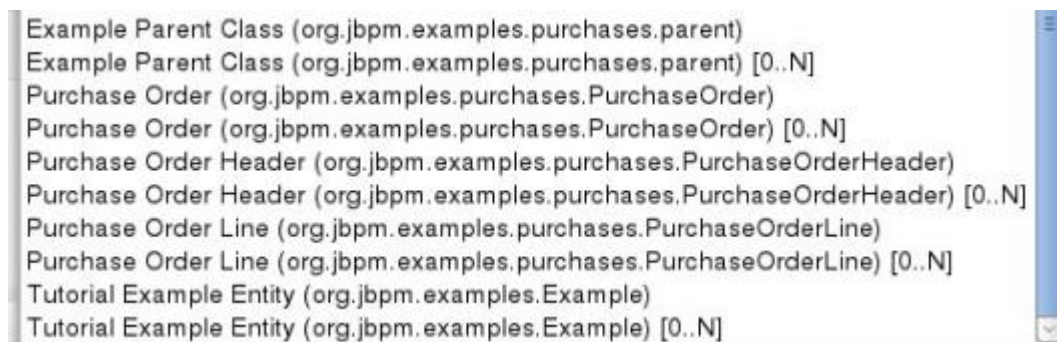 Example Parent Class (org.jbpm.examples.purchases.parent)
Example Parent Class (org.jbpm.examples.purchases.parent) [0..N]
Purchase Order (org.jbpm.examples.purchases.PurchaseOrder)
Purchase Order (org.jbpm.examples.purchases.PurchaseOrder) [0..N]
Purchase Order Header (org.jbpm.examples.purchases.PurchaseOrderHeader)
Purchase Order Header (org.jbpm.examples.purchases.PurchaseOrderHeader) [0..N]
Purchase Order Line (org.jbpm.examples.purchases.PurchaseOrderLine)
Purchase Order Line (org.jbpm.examples.purchases.PurchaseOrderLine) [0..N]
Tutorial Example Entity (org.jbpm.examples.Example)
Tutorial Example Entity (org.jbpm.examples.Example) [0..N]